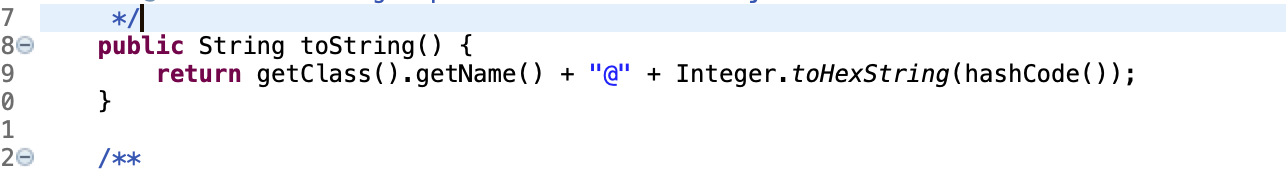 7 */
8 public String toString() {
9 return getClass().getName() + "@" + Integer.toHexString(hashCode());
0 }
1
2 /**